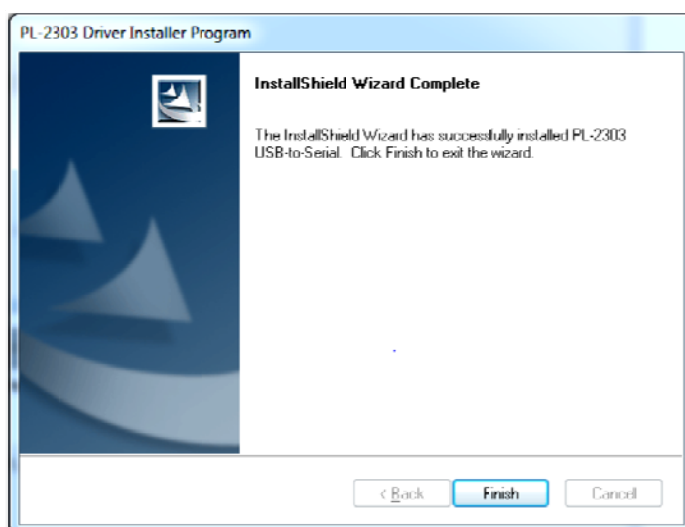 PL-2303 Driver Installer Program
InstallShield Wizard Complete
The InstallShield Wizard has successfully installed PL-2303
USB-to-Serial. Click Finish to exit the wizard.
< Back
Finish
Cancel